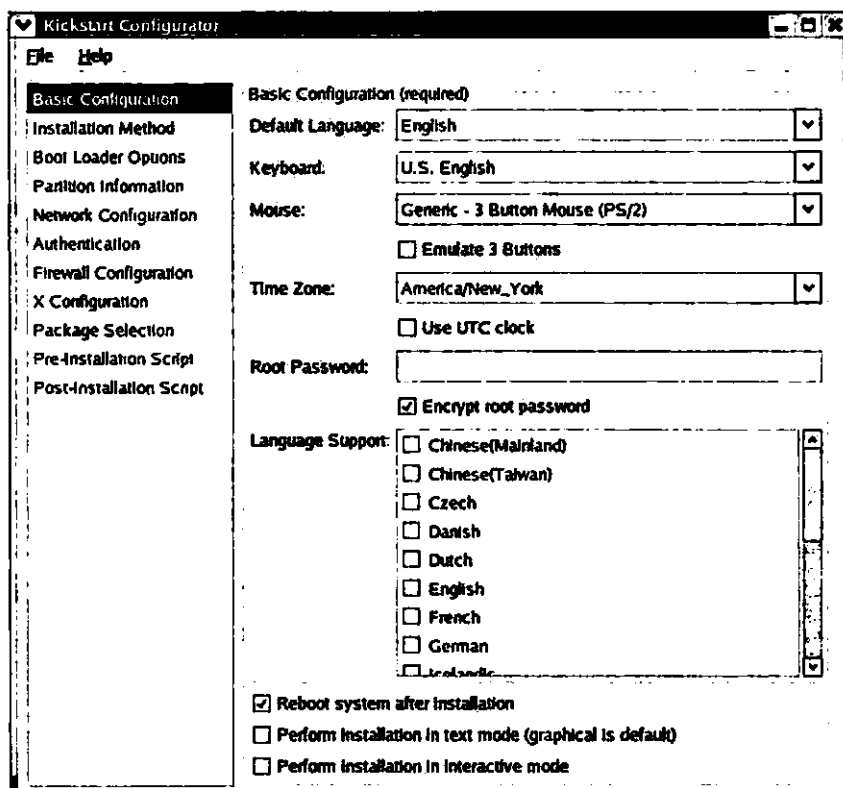 Kickstart Configurator
File Help
Basic Configuration
Installation Method
Boot Loader Options
Partition Information
Network Configuration
Authentication
Firewall Configuration
X Configuration
Package Selection
Pre-Installation Script
Post-Installation Script
Basic Configuration (required)
Default Language: English
Keyboard: U.S. English
Mouse: Generic - 3 Button Mouse (PS/2)
Emulate 3 Buttons
Time Zone: America/New_York
Use UTC clock
Root Password:
Encrypt root password
Language Support: Chinese(Mainland)
Chinese(Taiwan)
Czech
Danish
Dutch
English
French
German
Icelandic
Reboot system after installation
Perform installation in text mode (graphical is default)
Perform installation in interactive mode